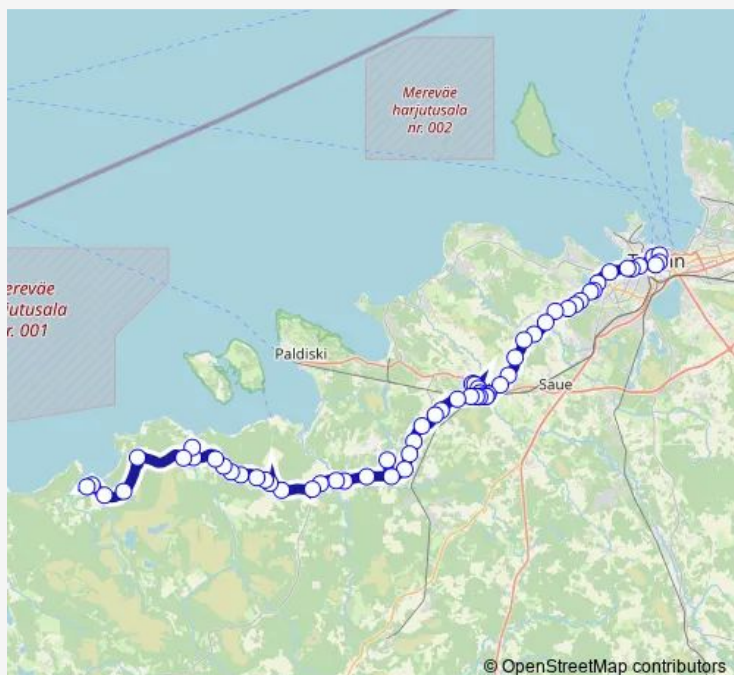 Mereväe
harjutusala
nr. 002
Paldiski
Saue
© OpenStreetMap contributors